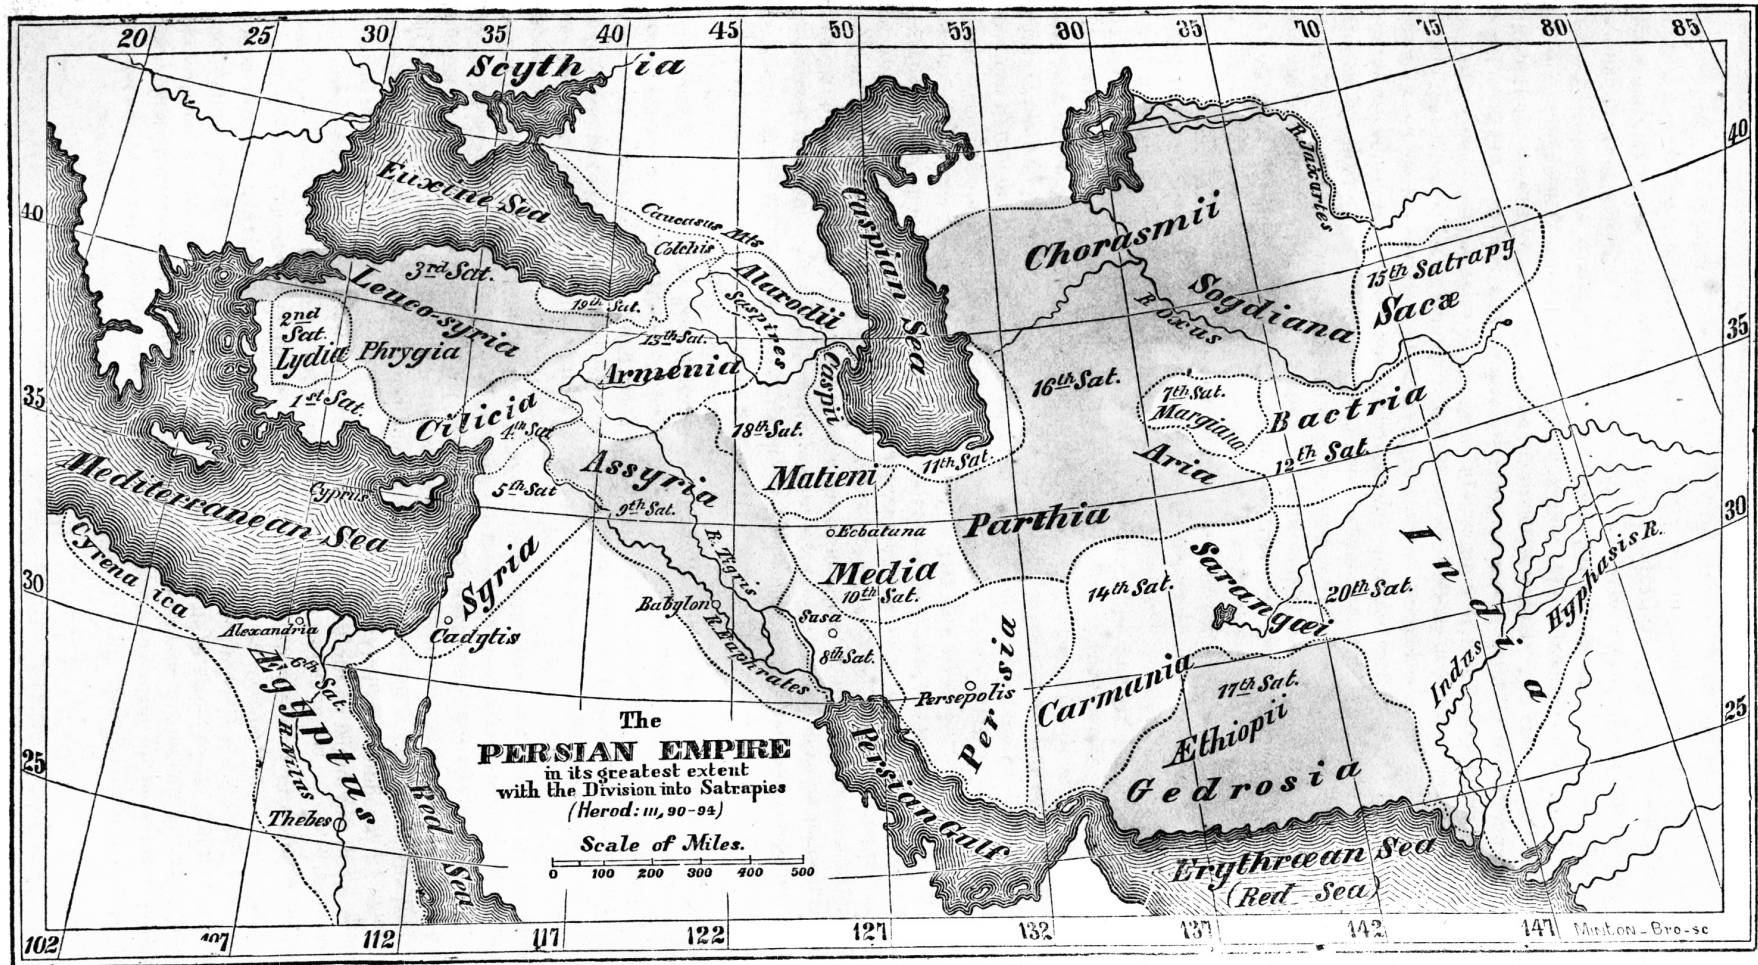 20 25 30 35 40 45 50 55 80 85 70 75 80 85
Scythia
40
R. Jaxartes
Euxine Sea
Caspian Sea
Caucasus Mts
Colchis
40
Chorasmii
15th Satrapy
Sacæ
3rd Sat.
Leuco-syria
19th Sat.
Alarodii
Saspires
Sogdiana
R. Oxus
2nd
Sat.
Lydia
Phrygia
13th Sat.
Armenia
Caspii
35
16th Sat.
7th Sat.
Margiana
Bactria
12th Sat.
35
1st Sat.
Cilicia
4th Sat
18th Sat.
11th Sat
Aria
Mediterranean Sea
Cyprus
5th Sat
Assyria
9th Sat.
Matieni
Parthia
India
30
Hyphasis R.
Cyrenaica
Syria
R. Tigris
Ecbatana
Media
10th Sat.
14th Sat.
Sarangæi
20th Sat.
30
Alexandria
Cadytis
Babylon
R. Euphrates
Susa
8th Sat.
Indus
Ægyptus
6th Sat.
R. Nilus
Persepolis
Persia
Carmania
17th Sat.
Æthiopii
Gedrosia
25
25
Thebes
Red Sea
The
PERSIAN EMPIRE
in its greatest extent
with the Division into Satrapies
(Herod: III, 90-94)
Scale of Miles.
0 100 200 300 400 500
Persian Gulf
Erythræan Sea
(Red Sea)
102 107 112 117 122 127 132 137 142 147
Minton-Bro-sc